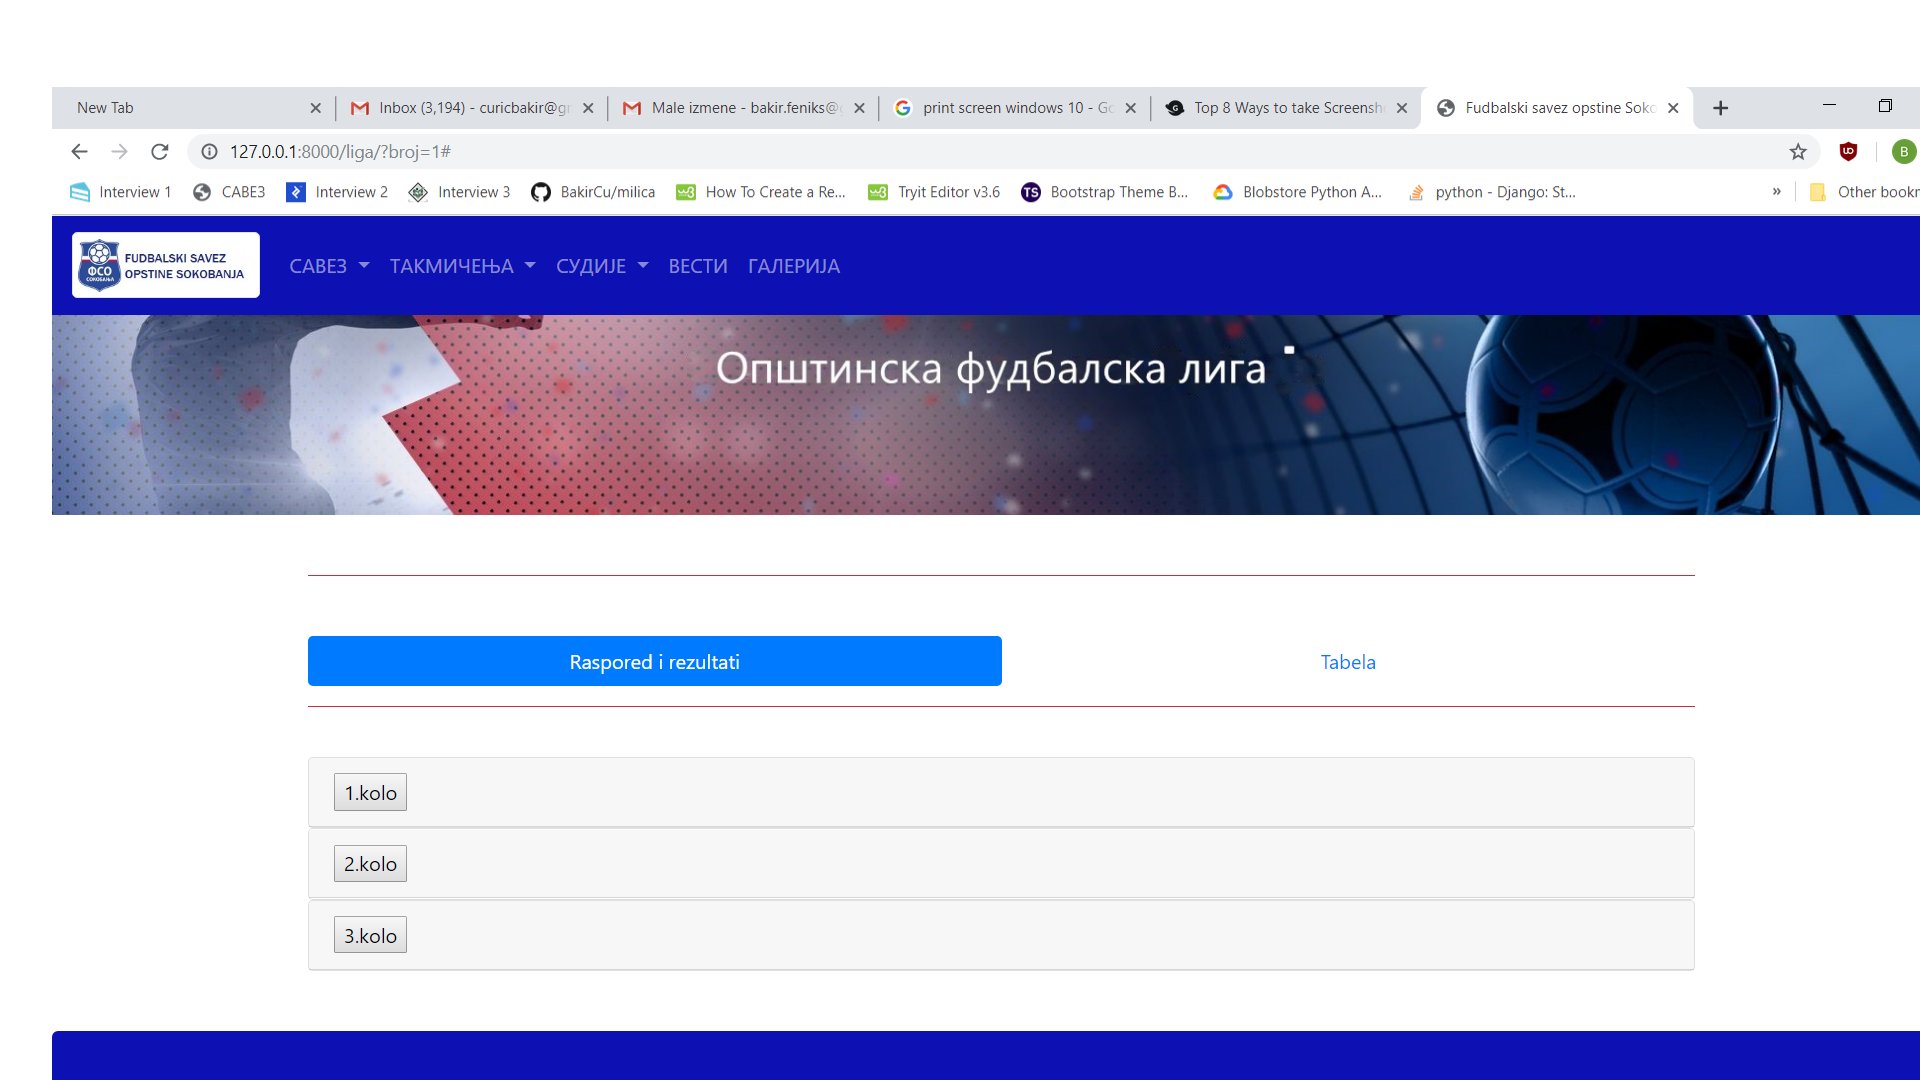 New Tab
Inbox (3,194) - curicbakir@g
Male izmene - bakir.feniks@
print screen windows 10 - Go
Top 8 Ways to take Screensh
Fudbalski savez opstine Soko
127.0.0.1:8000/liga/?broj=1#
B
Interview 1
САВЕЗ
Interview 2
Interview 3
BakirCu/milica
How To Create a Re...
Tryit Editor v3.6
TS
Bootstrap Theme B...
Blobstore Python A...
python - Django: St...
»
Other bookr
ФСО
СОКОБАЊА
FUDBALSKI SAVEZ
OPSTINE SOKOBANJA
САВЕЗ
ТАКМИЧЕЊА
СУДИЈЕ
ВЕСТИ
ГАЛЕРИЈА
Општинска фудбалска лига
Raspored i rezultati
Tabela
1.kolo
2.kolo
3.kolo